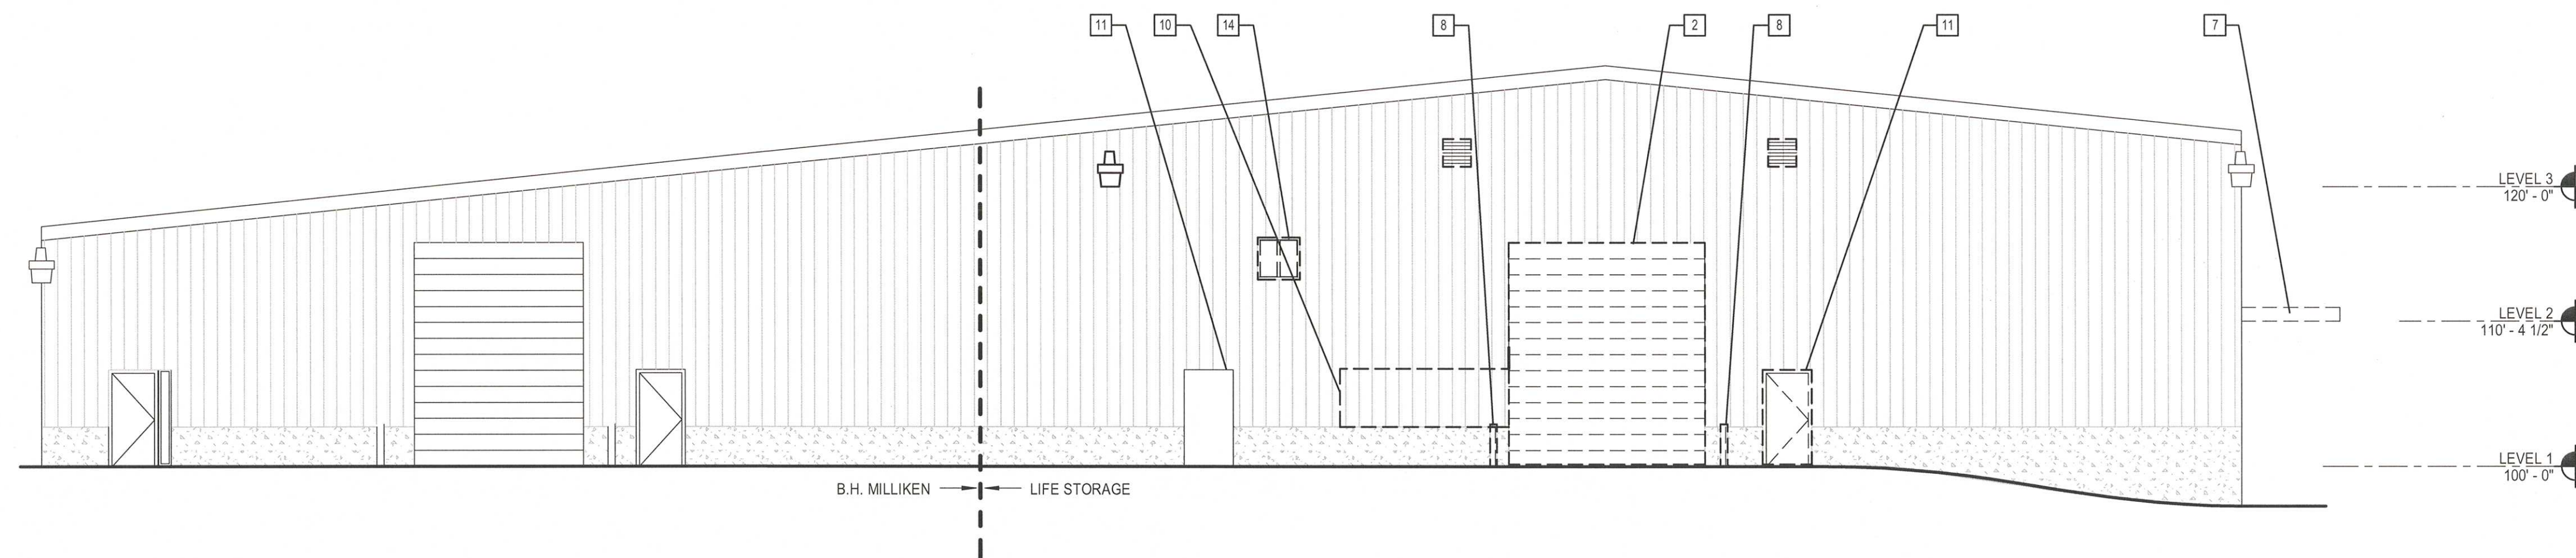 11
10
14
8
2
8
11
7
LEVEL 3
120' - 0"
LEVEL 2
110' - 4 1/2"
LEVEL 1
100' - 0"
B.H. MILLIKEN
LIFE STORAGE